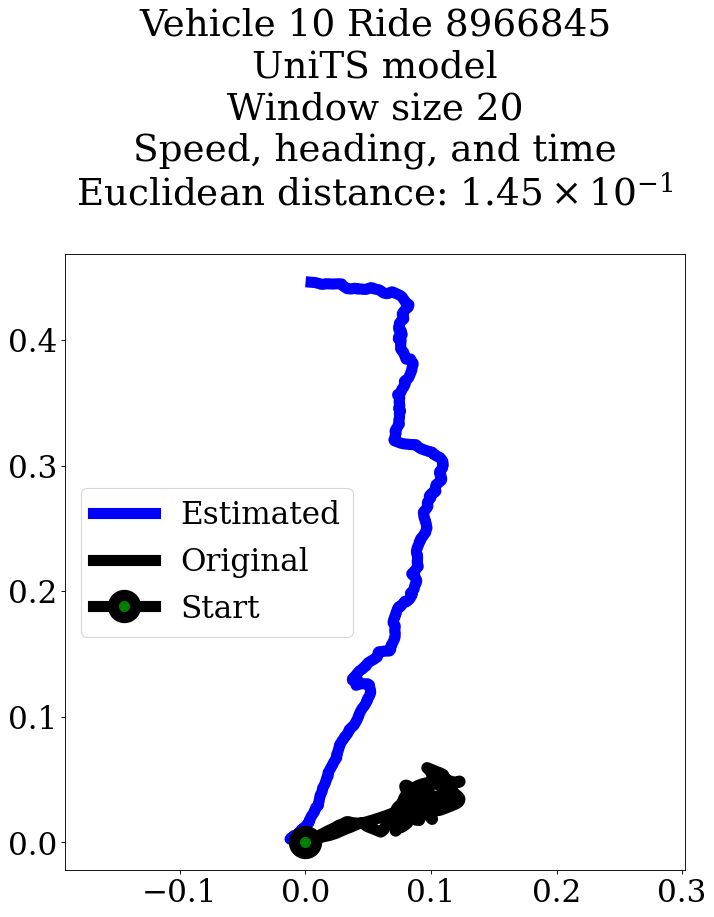 Vehicle 10 Ride 8966845
UniTS model
Window size 20
Speed, heading, and time
Euclidean distance: 1.45 × 10⁻¹
0.4
0.3
Estimated
Original
Start
0.2
0.1
0.0
−0.1 0.0 0.1 0.2 0.3